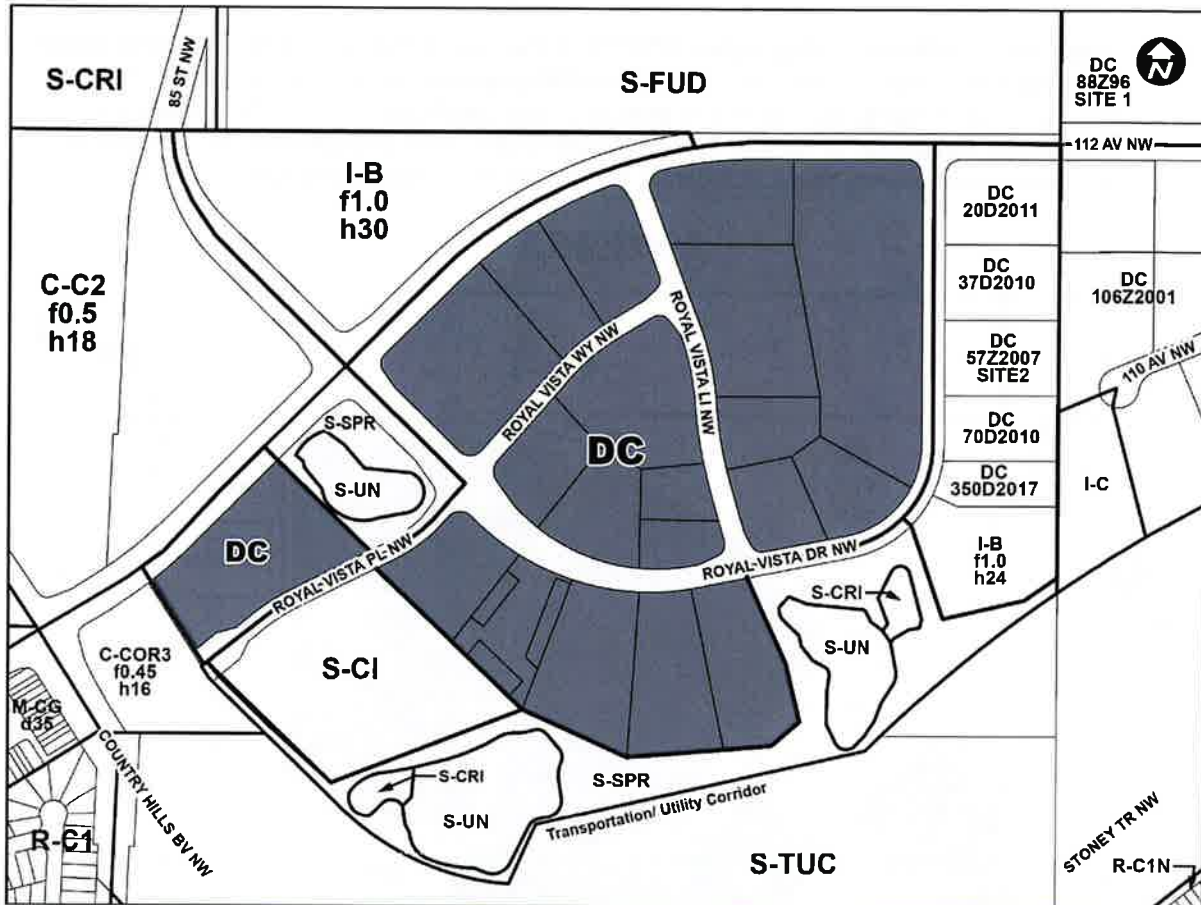 S-CRI
85 ST NW
S-FUD
DC
88Z96
SITE 1
N
112 AV NW
I-B
f1.0
h30
DC
20D2011
C-C2
f0.5
h18
DC
37D2010
DC
106Z2001
ROYAL VISTA WY NW
ROYAL VISTA LI NW
DC
57Z2007
SITE2
110 AV NW
S-SPR
S-UN
DC
DC
70D2010
DC
350D2017
I-C
DC
ROYAL VISTA PL NW
ROYAL VISTA DR NW
I-B
f1.0
h24
S-CRI
S-UN
C-COR3
f0.45
h16
S-CI
M-CG
d35
COUNTRY HILLS BV NW
S-CRI
S-UN
S-SPR
Transportation/ Utility Corridor
R-C1
S-TUC
STONEY TR NW
R-C1N